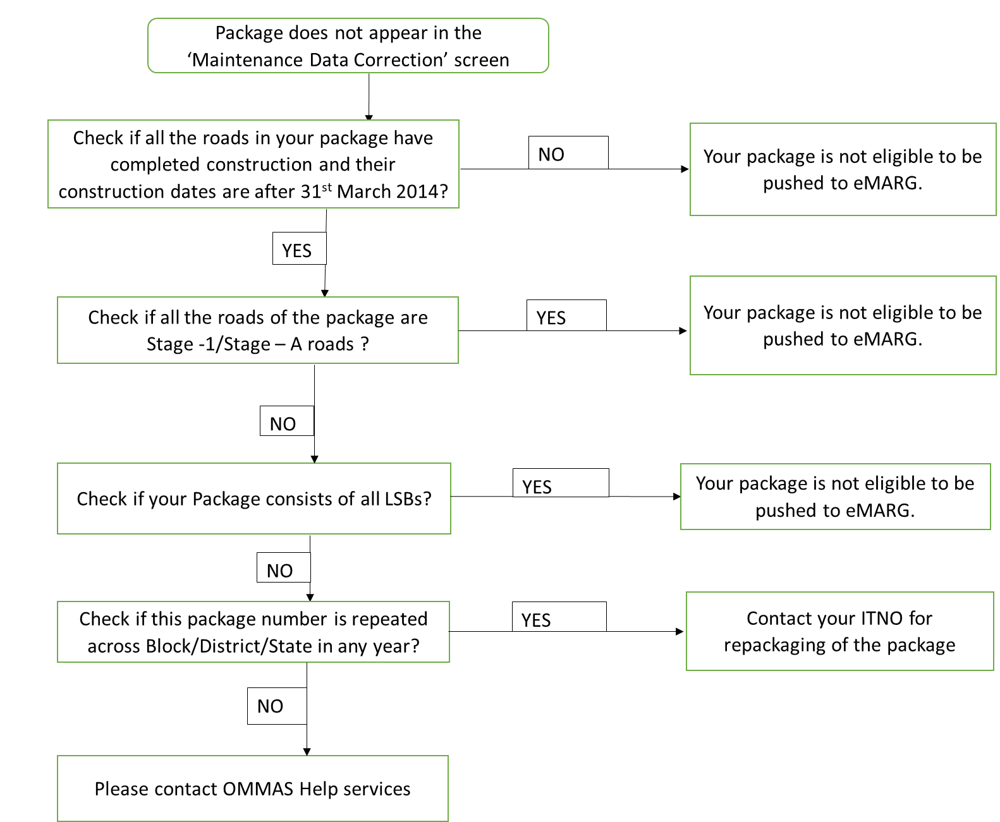 Package does not appear in the
‘Maintenance Data Correction’ screen
Check if all the roads in your package have
completed construction and their
construction dates are after 31st March 2014?
NO
Your package is not eligible to be
pushed to eMARG.
YES
Check if all the roads of the package are
Stage -1/Stage – A roads ?
YES
Your package is not eligible to be
pushed to eMARG.
NO
Check if your Package consists of all LSBs?
YES
Your package is not eligible to be
pushed to eMARG.
NO
Check if this package number is repeated
across Block/District/State in any year?
YES
Contact your ITNO for
repackaging of the package
NO
Please contact OMMAS Help services